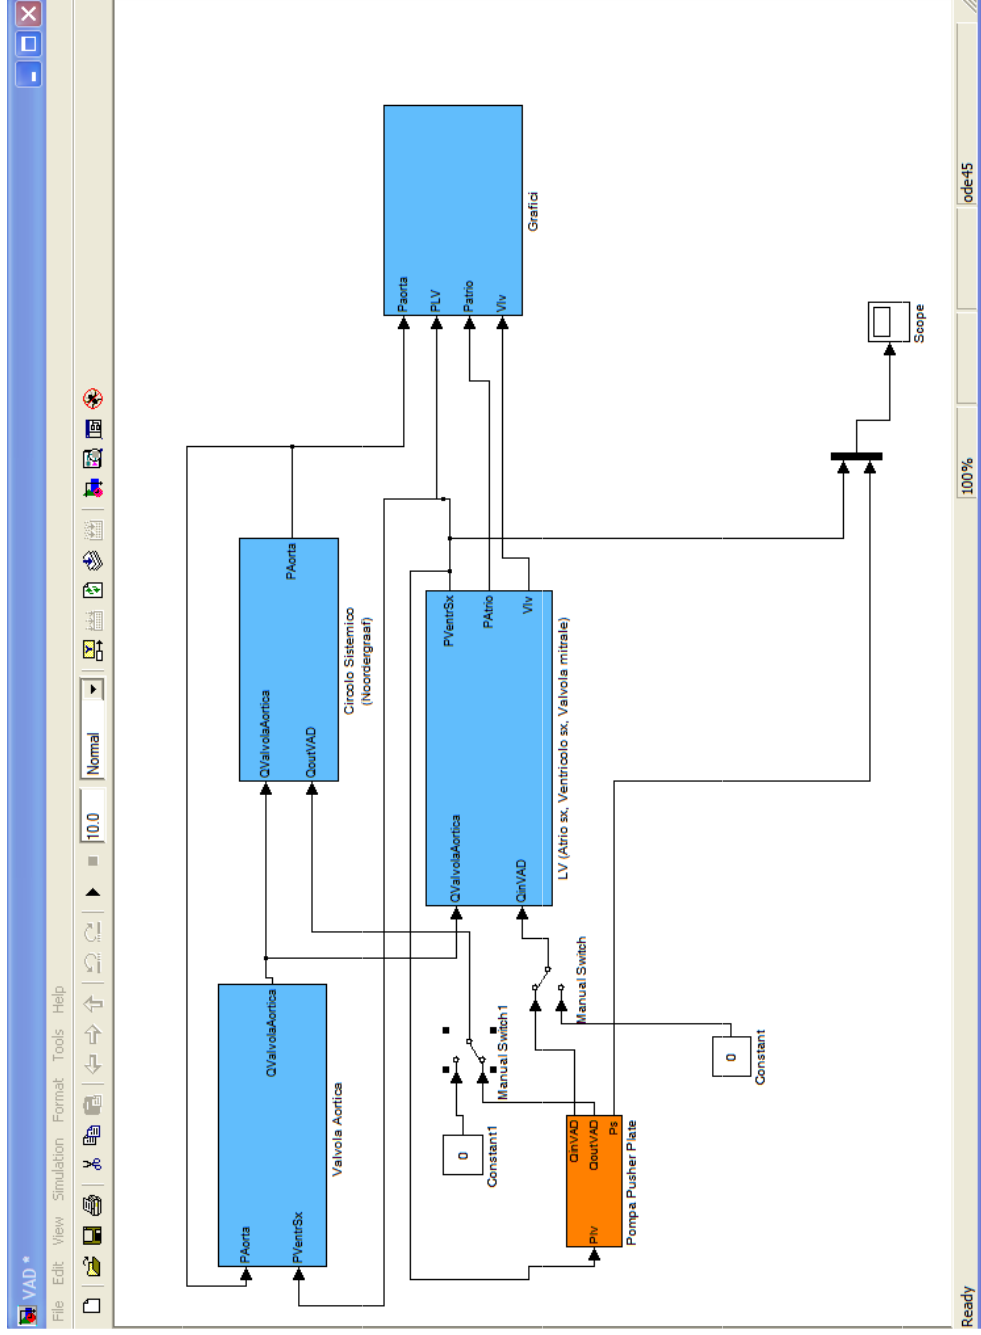 VAD *
File Edit View Simulation Format Tools Help
10.0
Normal
PAorta
PVentrSx
QValvolaAortica
Valvola Aortica
QValvolaAortica
QoutVAD
PAorta
Circolo Sistemico
(Noordergraaf)
Paorta
PLV
Patrio
Vlv
Grafici
QValvolaAortica
QinVAD
PVentrSx
PAtrio
Vlv
LV (Atrio sx, Ventricolo sx, Valvola mitrale)
0
Constant1
Manual Switch1
Manual Switch
Plv
QinVAD
QoutVAD
Ps
Pompa Pusher Plate
0
Constant
Scope
Ready
100%
ode45